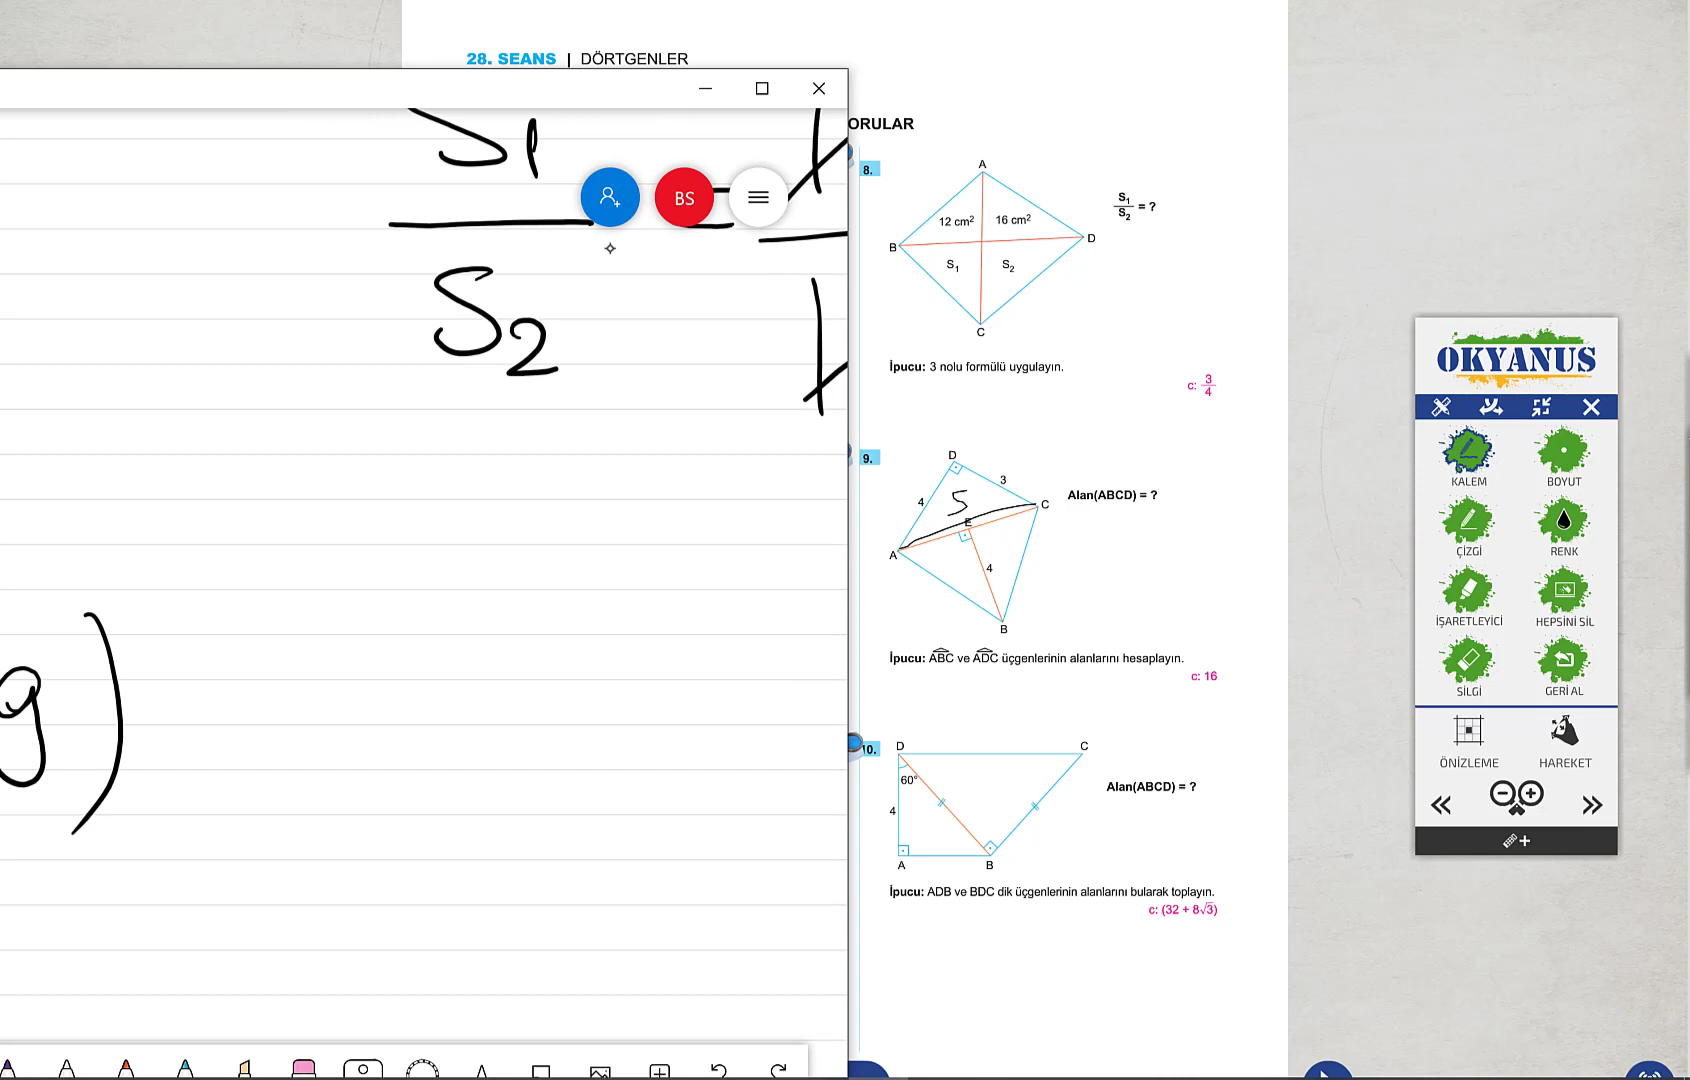 28. SEANS | DÖRTGENLER
S1
S2
BS
g)
ORULAR
8.
A
B
C
D
12 cm²
16 cm²
S₁
S₂
S₁/S₂ = ?
İpucu: 3 nolu formülü uygulayın.
c: 3/4
9.
D
3
4
5
C
E
A
4
B
Alan(ABCD) = ?
İpucu: ABC ve ADC üçgenlerinin alanlarını hesaplayın.
c: 16
10.
D
C
60°
4
A
B
Alan(ABCD) = ?
İpucu: ADB ve BDC dik üçgenlerinin alanlarını bularak toplayın.
c: (32 + 8√3)
OKYANUS
KALEM
BOYUT
ÇİZGİ
RENK
İŞARETLEYİCİ
HEPSİNİ SİL
SİLGİ
GERİ AL
ÖNİZLEME
HAREKET